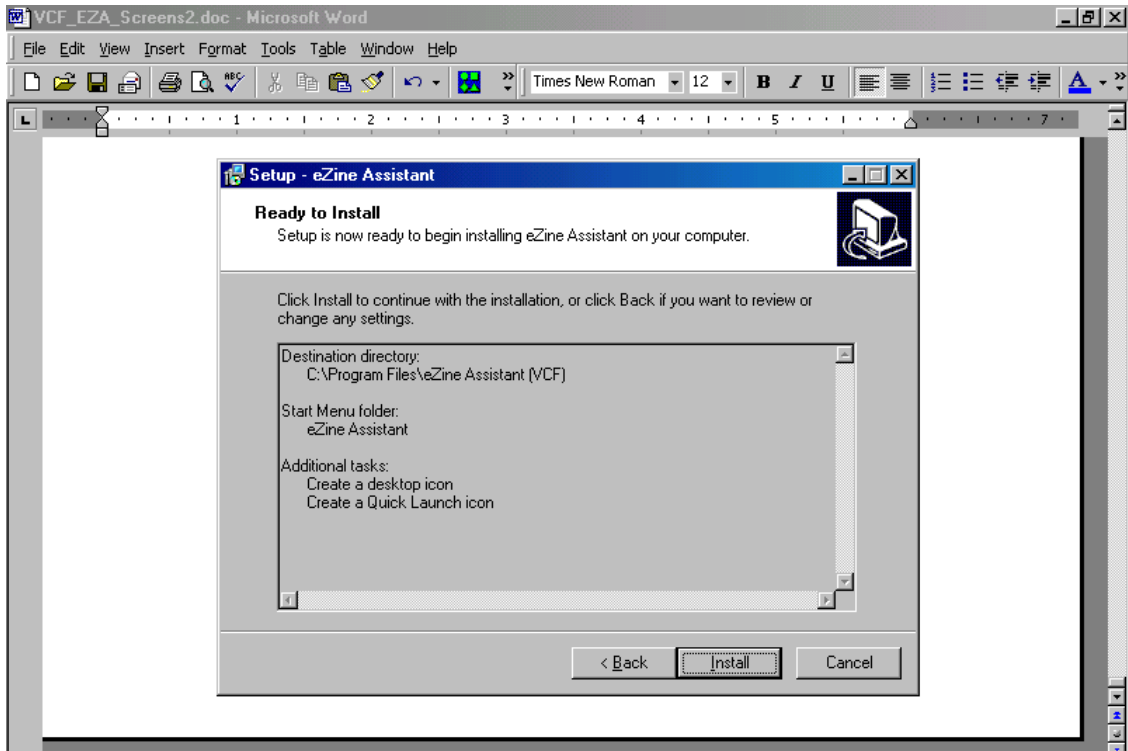 VCF_EZA_Screens2.doc - Microsoft Word
File Edit View Insert Format Tools Table Window Help
ABC Times New Roman 12 B I U A
L 1 2 3 4 5 7
Setup - eZine Assistant
Ready to Install
Setup is now ready to begin installing eZine Assistant on your computer.
Click Install to continue with the installation, or click Back if you want to review or
change any settings.
Destination directory:
C:\Program Files\eZine Assistant (VCF)
Start Menu folder:
eZine Assistant
Additional tasks:
Create a desktop icon
Create a Quick Launch icon
< Back Install Cancel